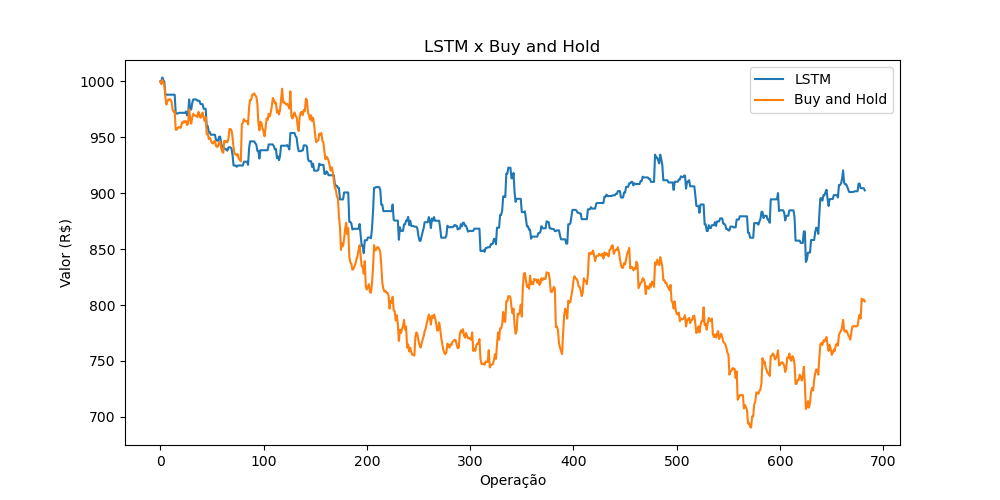 LSTM x Buy and Hold
LSTM
Buy and Hold
Valor (R$)
1000
950
900
850
800
750
700
0 100 200 300 400 500 600 700
Operação